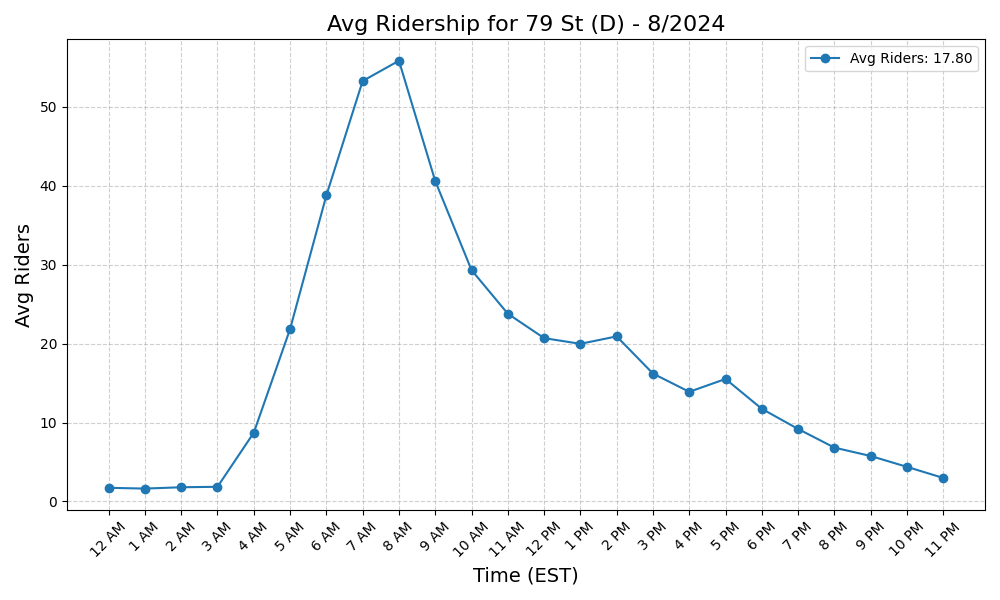 Avg Ridership for 79 St (D) - 8/2024
Avg Riders: 17.80
Avg Riders
50
40
30
20
10
0
12 AM
1 AM
2 AM
3 AM
4 AM
5 AM
6 AM
7 AM
8 AM
9 AM
10 AM
11 AM
12 PM
1 PM
2 PM
3 PM
4 PM
5 PM
6 PM
7 PM
8 PM
9 PM
10 PM
11 PM
Time (EST)